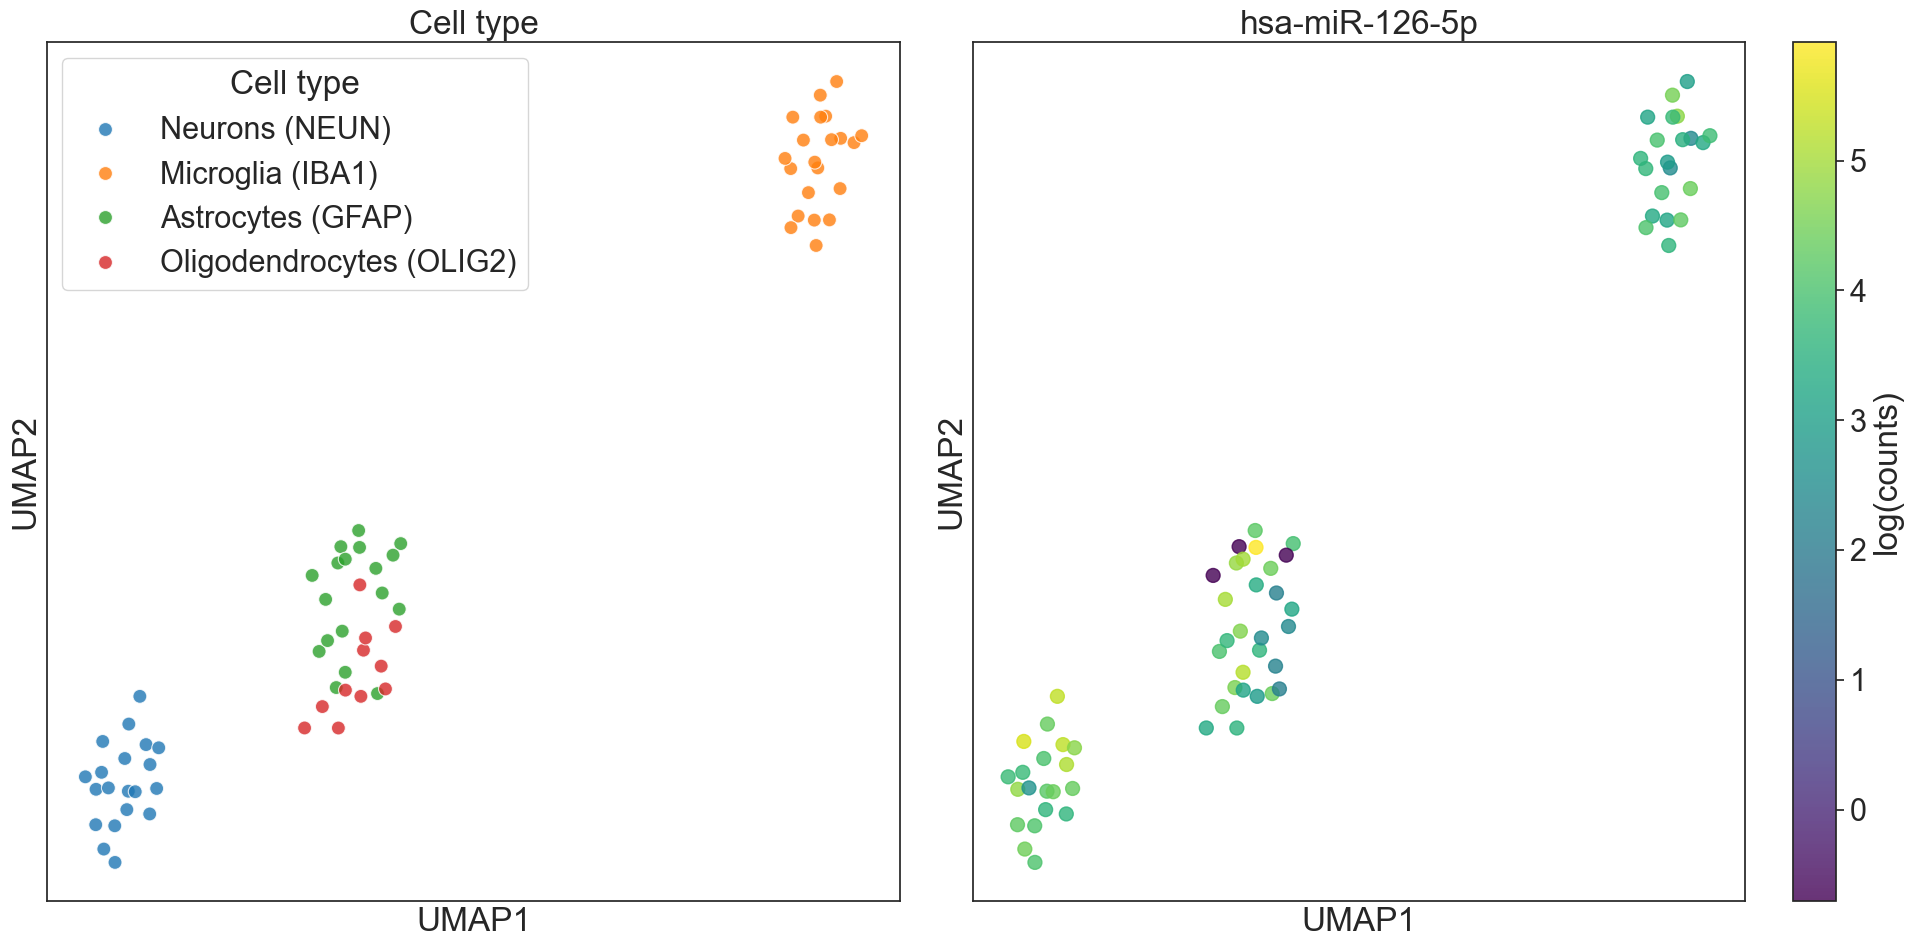 Cell type
Cell type
Neurons (NEUN)
Microglia (IBA1)
Astrocytes (GFAP)
Oligodendrocytes (OLIG2)
UMAP2
UMAP1
hsa-miR-126-5p
UMAP2
UMAP1
5
4
3
2
1
0
log(counts)